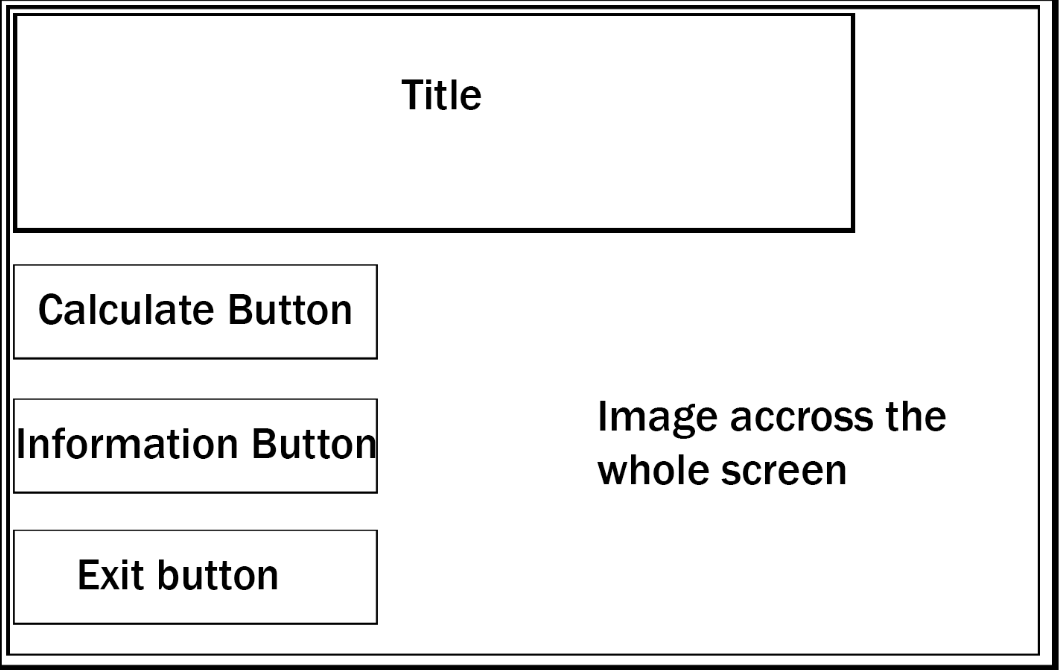 Title
Calculate Button
Information Button
Image accross the
whole screen
Exit button